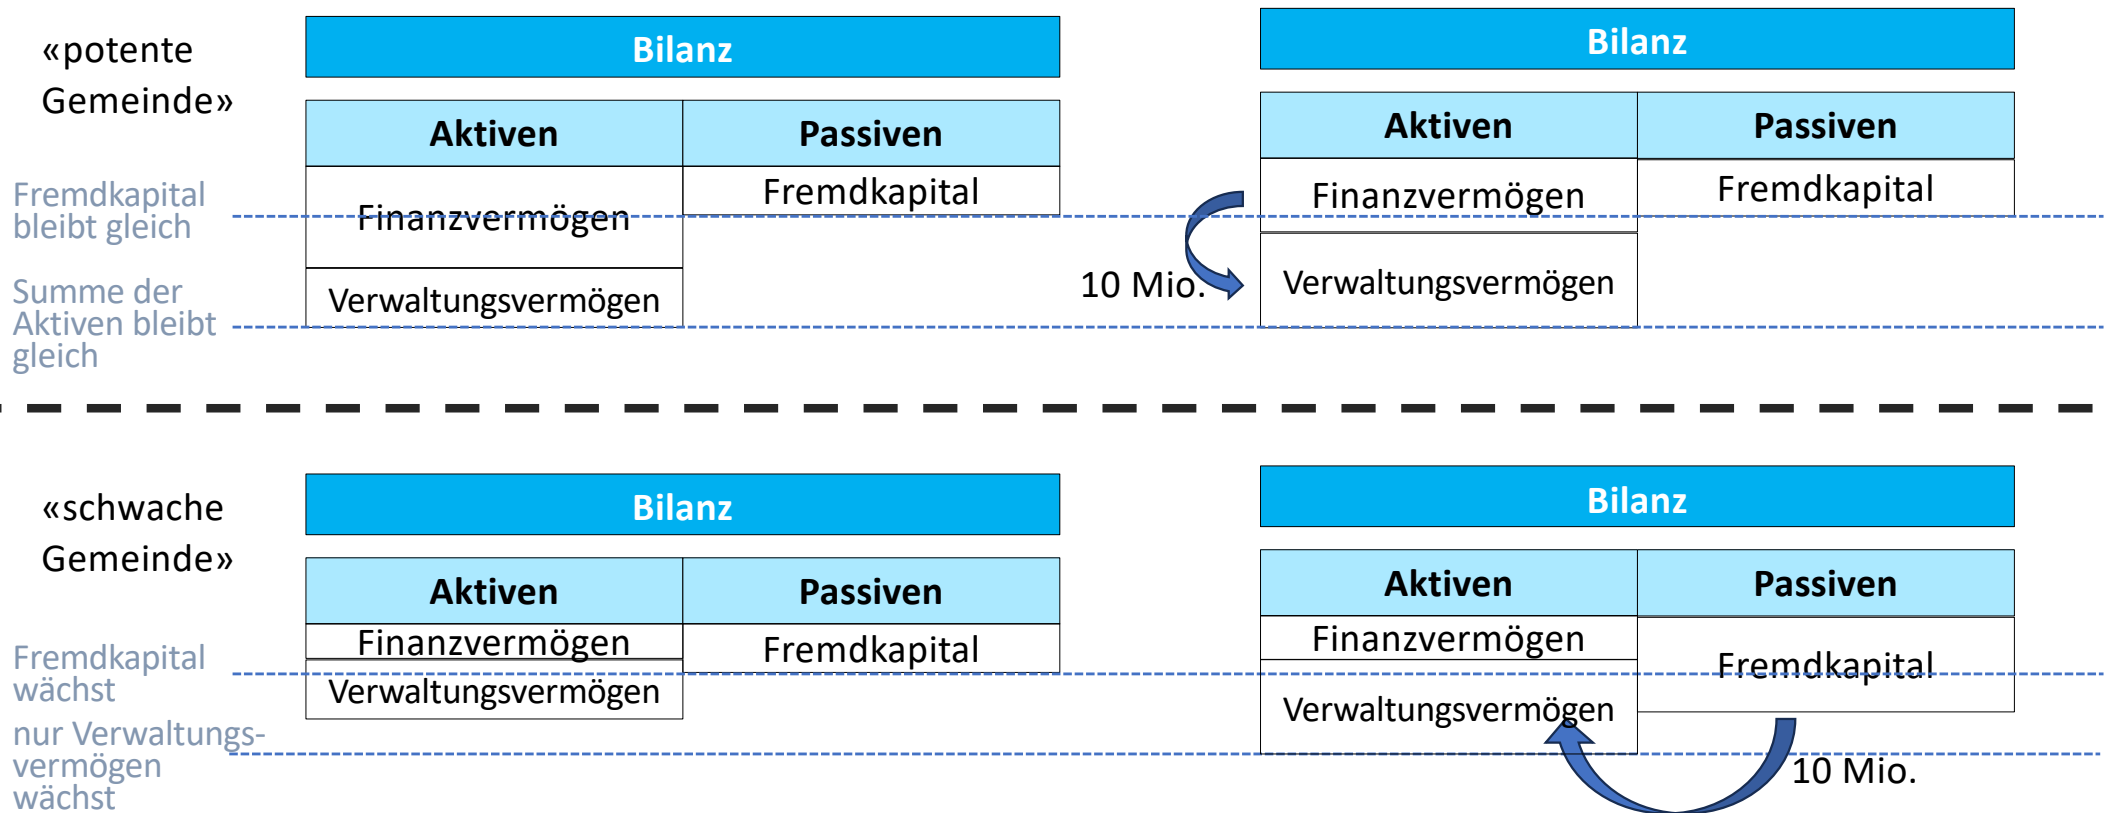 «potente
Gemeinde»
Bilanz
Aktiven
Passiven
Finanzvermögen
Fremdkapital
Verwaltungsvermögen
Fremdkapital
bleibt gleich
Summe der
Aktiven bleibt
gleich
Bilanz
Aktiven
Passiven
Finanzvermögen
Fremdkapital
10 Mio.
Verwaltungsvermögen
«schwache
Gemeinde»
Bilanz
Aktiven
Passiven
Finanzvermögen
Fremdkapital
Verwaltungsvermögen
Fremdkapital
wächst
nur Verwaltungs-
vermögen
wächst
Bilanz
Aktiven
Passiven
Finanzvermögen
Fremdkapital
Verwaltungsvermögen
10 Mio.